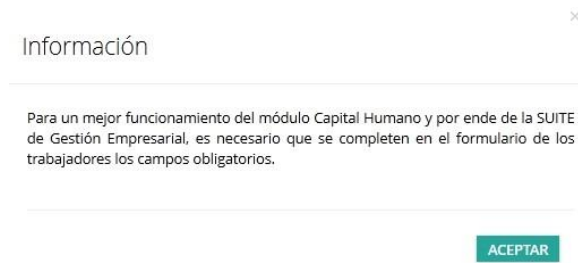 Información
Para un mejor funcionamiento del módulo Capital Humano y por ende de la SUITE
de Gestión Empresarial, es necesario que se completen en el formulario de los
trabajadores los campos obligatorios.
ACEPTAR